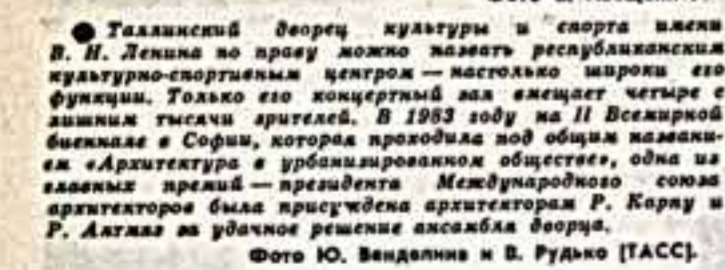 ● Таллинский дворец культуры и спорта имени
В. И. Ленина по праву можно назвать республиканским
культурно-спортивным центром — настолько широки его
функции. Только его концертный зал вмещает четыре с
лишним тысячи зрителей. В 1983 году на II Всемирной
биеннале в Софии, которая проходила под общим названи-
ем «Архитектура в урбанизированном обществе», одна из
главных премий — президента Международного союза
архитекторов была присуждена архитекторам Р. Карпу и
Р. Алтмяэ за удачное решение ансамбля дворца.
Фото Ю. Венделина и В. Рудько [ТАСС].